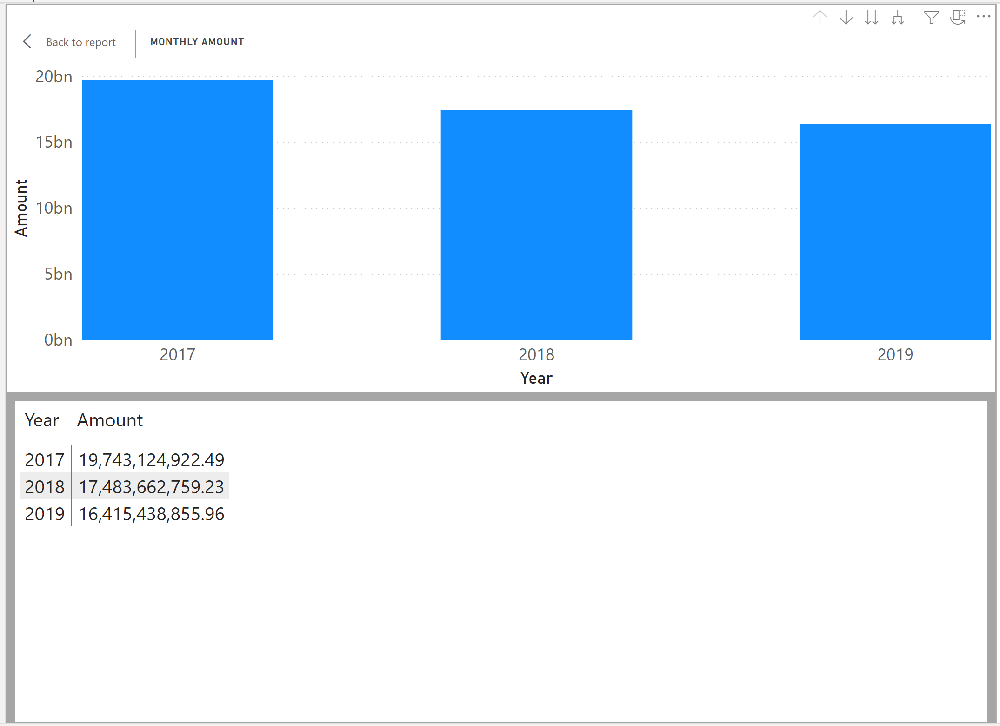 Back to report
MONTHLY AMOUNT
20bn
15bn
10bn
5bn
0bn
Amount
2017 2018 2019
Year
Year Amount
2017 19,743,124,922.49
2018 17,483,662,759.23
2019 16,415,438,855.96